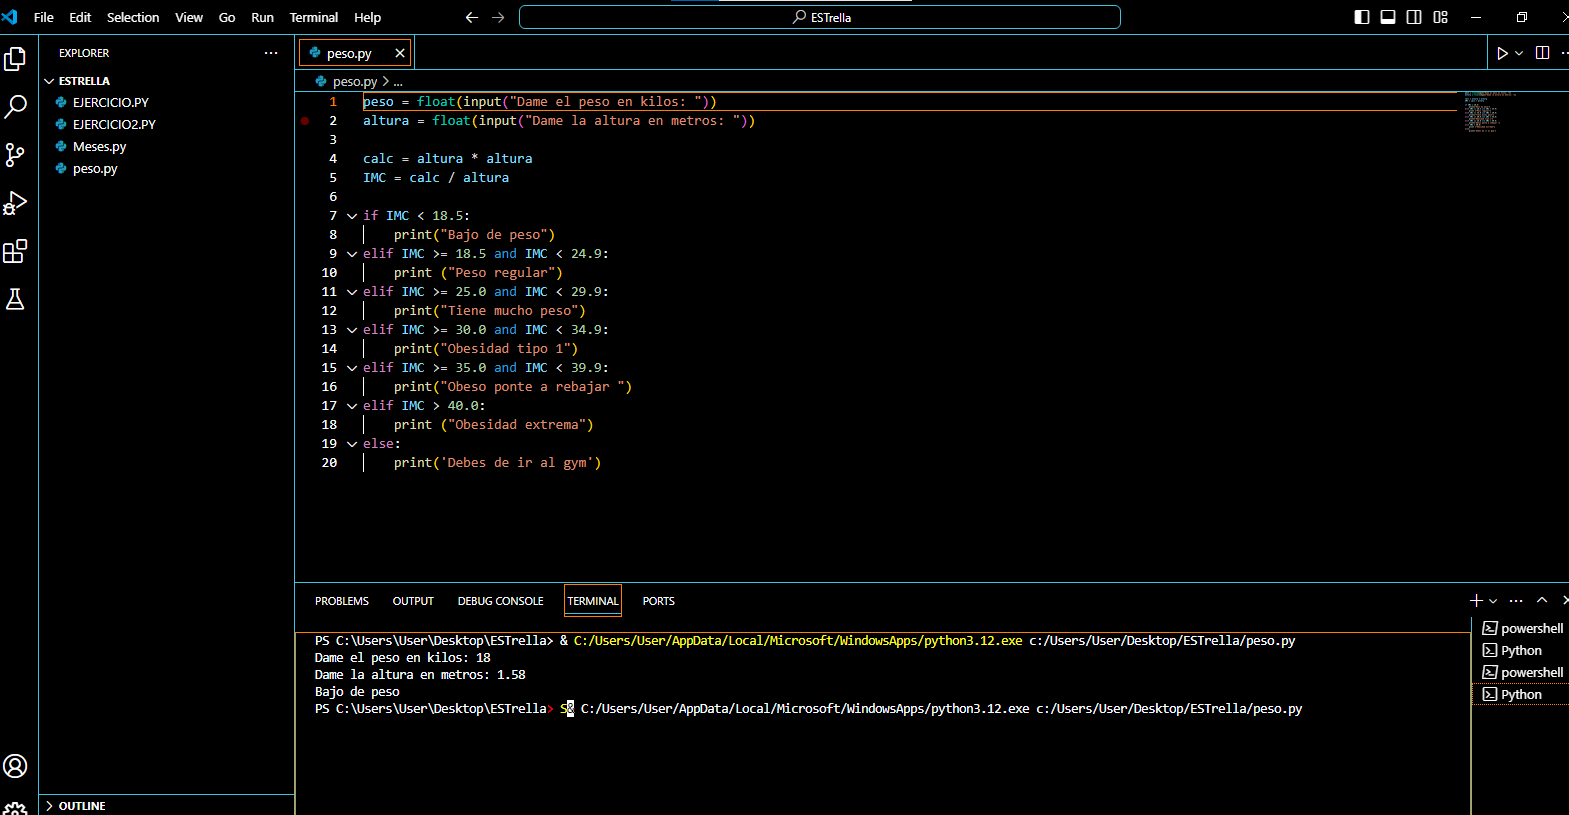 File Edit Selection View Go Run Terminal Help
ESTrella
EXPLORER
ESTRELLA
EJERCICIO.PY
EJERCICIO2.PY
Meses.py
peso.py
OUTLINE
peso.py
peso.py > ...
1 peso = float(input("Dame el peso en kilos: "))
2 altura = float(input("Dame la altura en metros: "))
3
4 calc = altura * altura
5 IMC = calc / altura
6
7 if IMC < 18.5:
8 print("Bajo de peso")
9 elif IMC >= 18.5 and IMC < 24.9:
10 print ("Peso regular")
11 elif IMC >= 25.0 and IMC < 29.9:
12 print("Tiene mucho peso")
13 elif IMC >= 30.0 and IMC < 34.9:
14 print("Obesidad tipo 1")
15 elif IMC >= 35.0 and IMC < 39.9:
16 print("Obeso ponte a rebajar ")
17 elif IMC > 40.0:
18 print ("Obesidad extrema")
19 else:
20 print('Debes de ir al gym')
PROBLEMS OUTPUT DEBUG CONSOLE TERMINAL PORTS
PS C:\Users\User\Desktop\ESTrella> & C:/Users/User/AppData/Local/Microsoft/WindowsApps/python3.12.exe c:/Users/User/Desktop/ESTrella/peso.py
Dame el peso en kilos: 18
Dame la altura en metros: 1.58
Bajo de peso
PS C:\Users\User\Desktop\ESTrella> S& C:/Users/User/AppData/Local/Microsoft/WindowsApps/python3.12.exe c:/Users/User/Desktop/ESTrella/peso.py
powershell
Python
powershell
Python